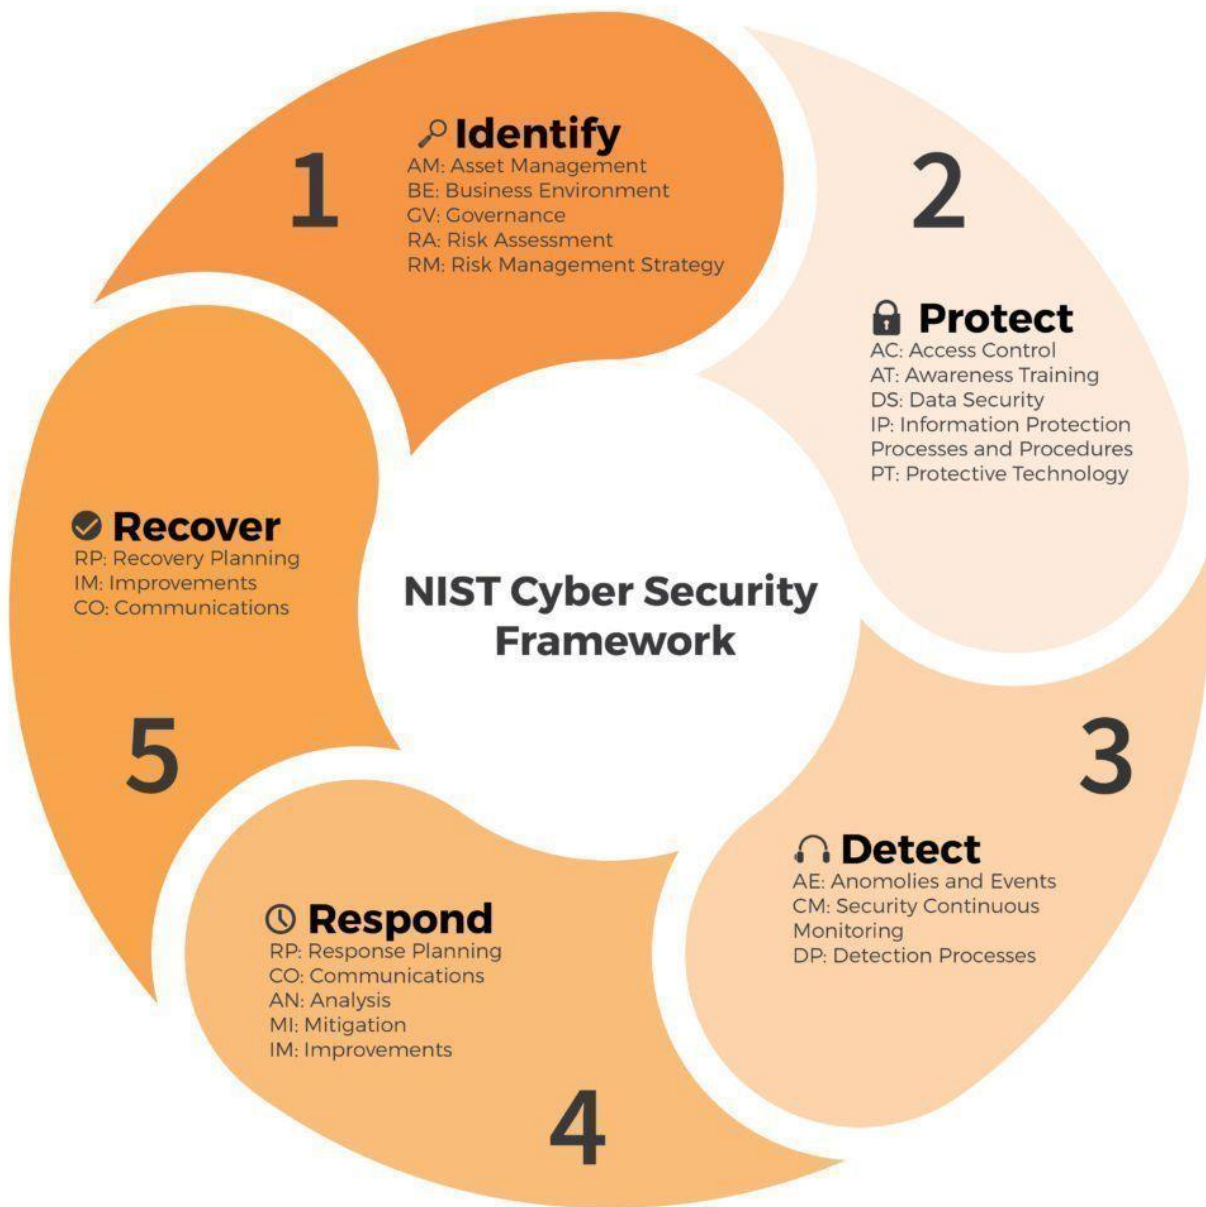 1
Identify
AM: Asset Management
BE: Business Environment
GV: Governance
RA: Risk Assessment
RM: Risk Management Strategy
2
Protect
AC: Access Control
AT: Awareness Training
DS: Data Security
IP: Information Protection
Processes and Procedures
PT: Protective Technology
NIST Cyber Security
Framework
3
Detect
AE: Anomolies and Events
CM: Security Continuous
Monitoring
DP: Detection Processes
Respond
RP: Response Planning
CO: Communications
AN: Analysis
MI: Mitigation
IM: Improvements
4
Recover
RP: Recovery Planning
IM: Improvements
CO: Communications
5